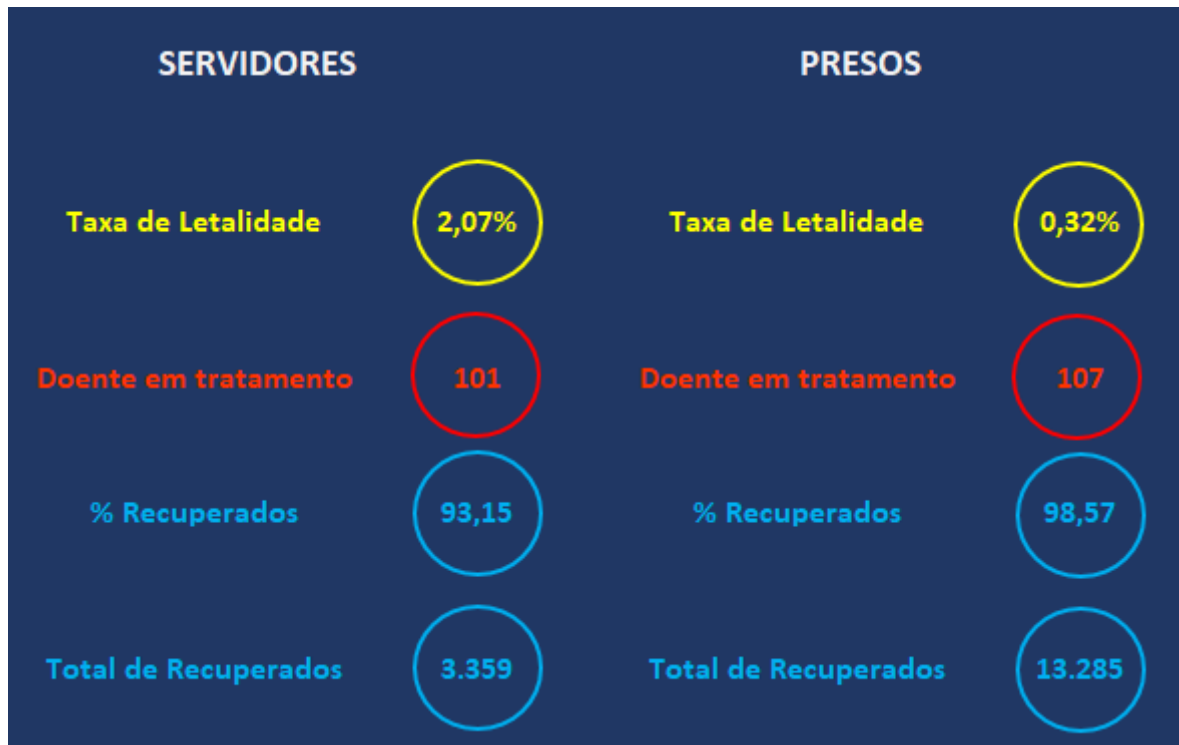 SERVIDORES
Taxa de Letalidade 2,07%
Doente em tratamento 101
% Recuperados 93,15
Total de Recuperados 3.359
PRESOS
Taxa de Letalidade 0,32%
Doente em tratamento 107
% Recuperados 98,57
Total de Recuperados 13.285